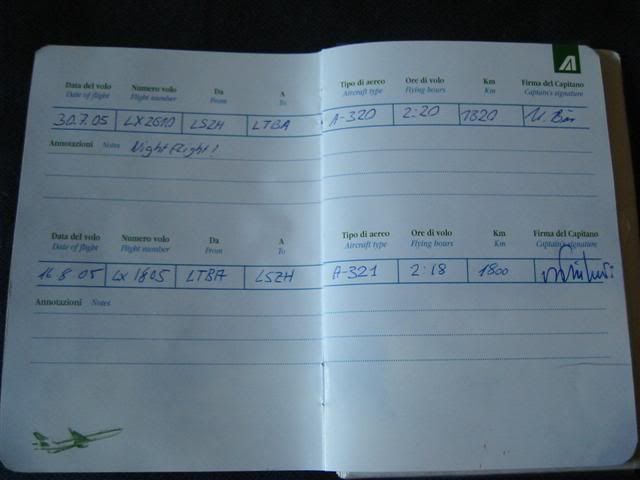 Data del volo Numero volo Da A Tipo di aereo Ore di volo Km Firma del Capitano
Date of flight Flight number From To Aircraft type Flying hours Km Captain's signature
30.7.05 LX2610 LSZH LTBA A-320 2:20 1820
Annotazioni Notes Night flight!
Data del volo Numero volo Da A Tipo di aereo Ore di volo Km Firma del Capitano
Date of flight Flight number From To Aircraft type Flying hours Km Captain's signature
16.8.05 LX1805 LTBA LSZH A-321 2:18 1800
Annotazioni Notes